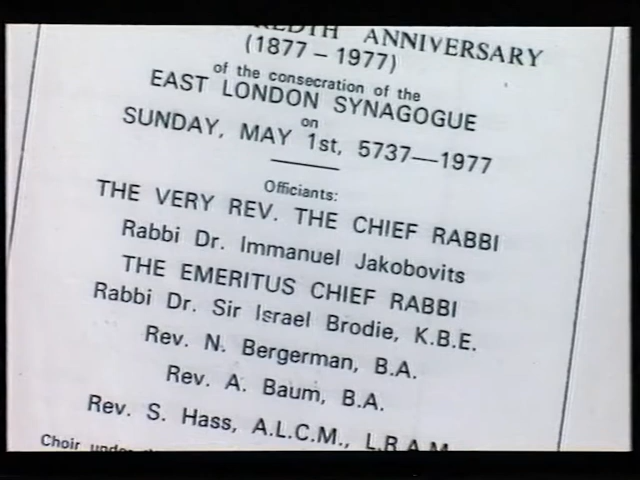 ANNIVERSARY
(1877 – 1977)
of the consecration of the
EAST LONDON SYNAGOGUE
on
SUNDAY, MAY 1st, 5737—1977
Officiants:
THE VERY REV. THE CHIEF RABBI
Rabbi Dr. Immanuel Jakobovits
THE EMERITUS CHIEF RABBI
Rabbi Dr. Sir Israel Brodie, K.B.E.
Rev. N. Bergerman, B.A.
Rev. A. Baum, B.A.
Rev. S. Hass, A.L.C.M., L.R.A.M.
Choir under